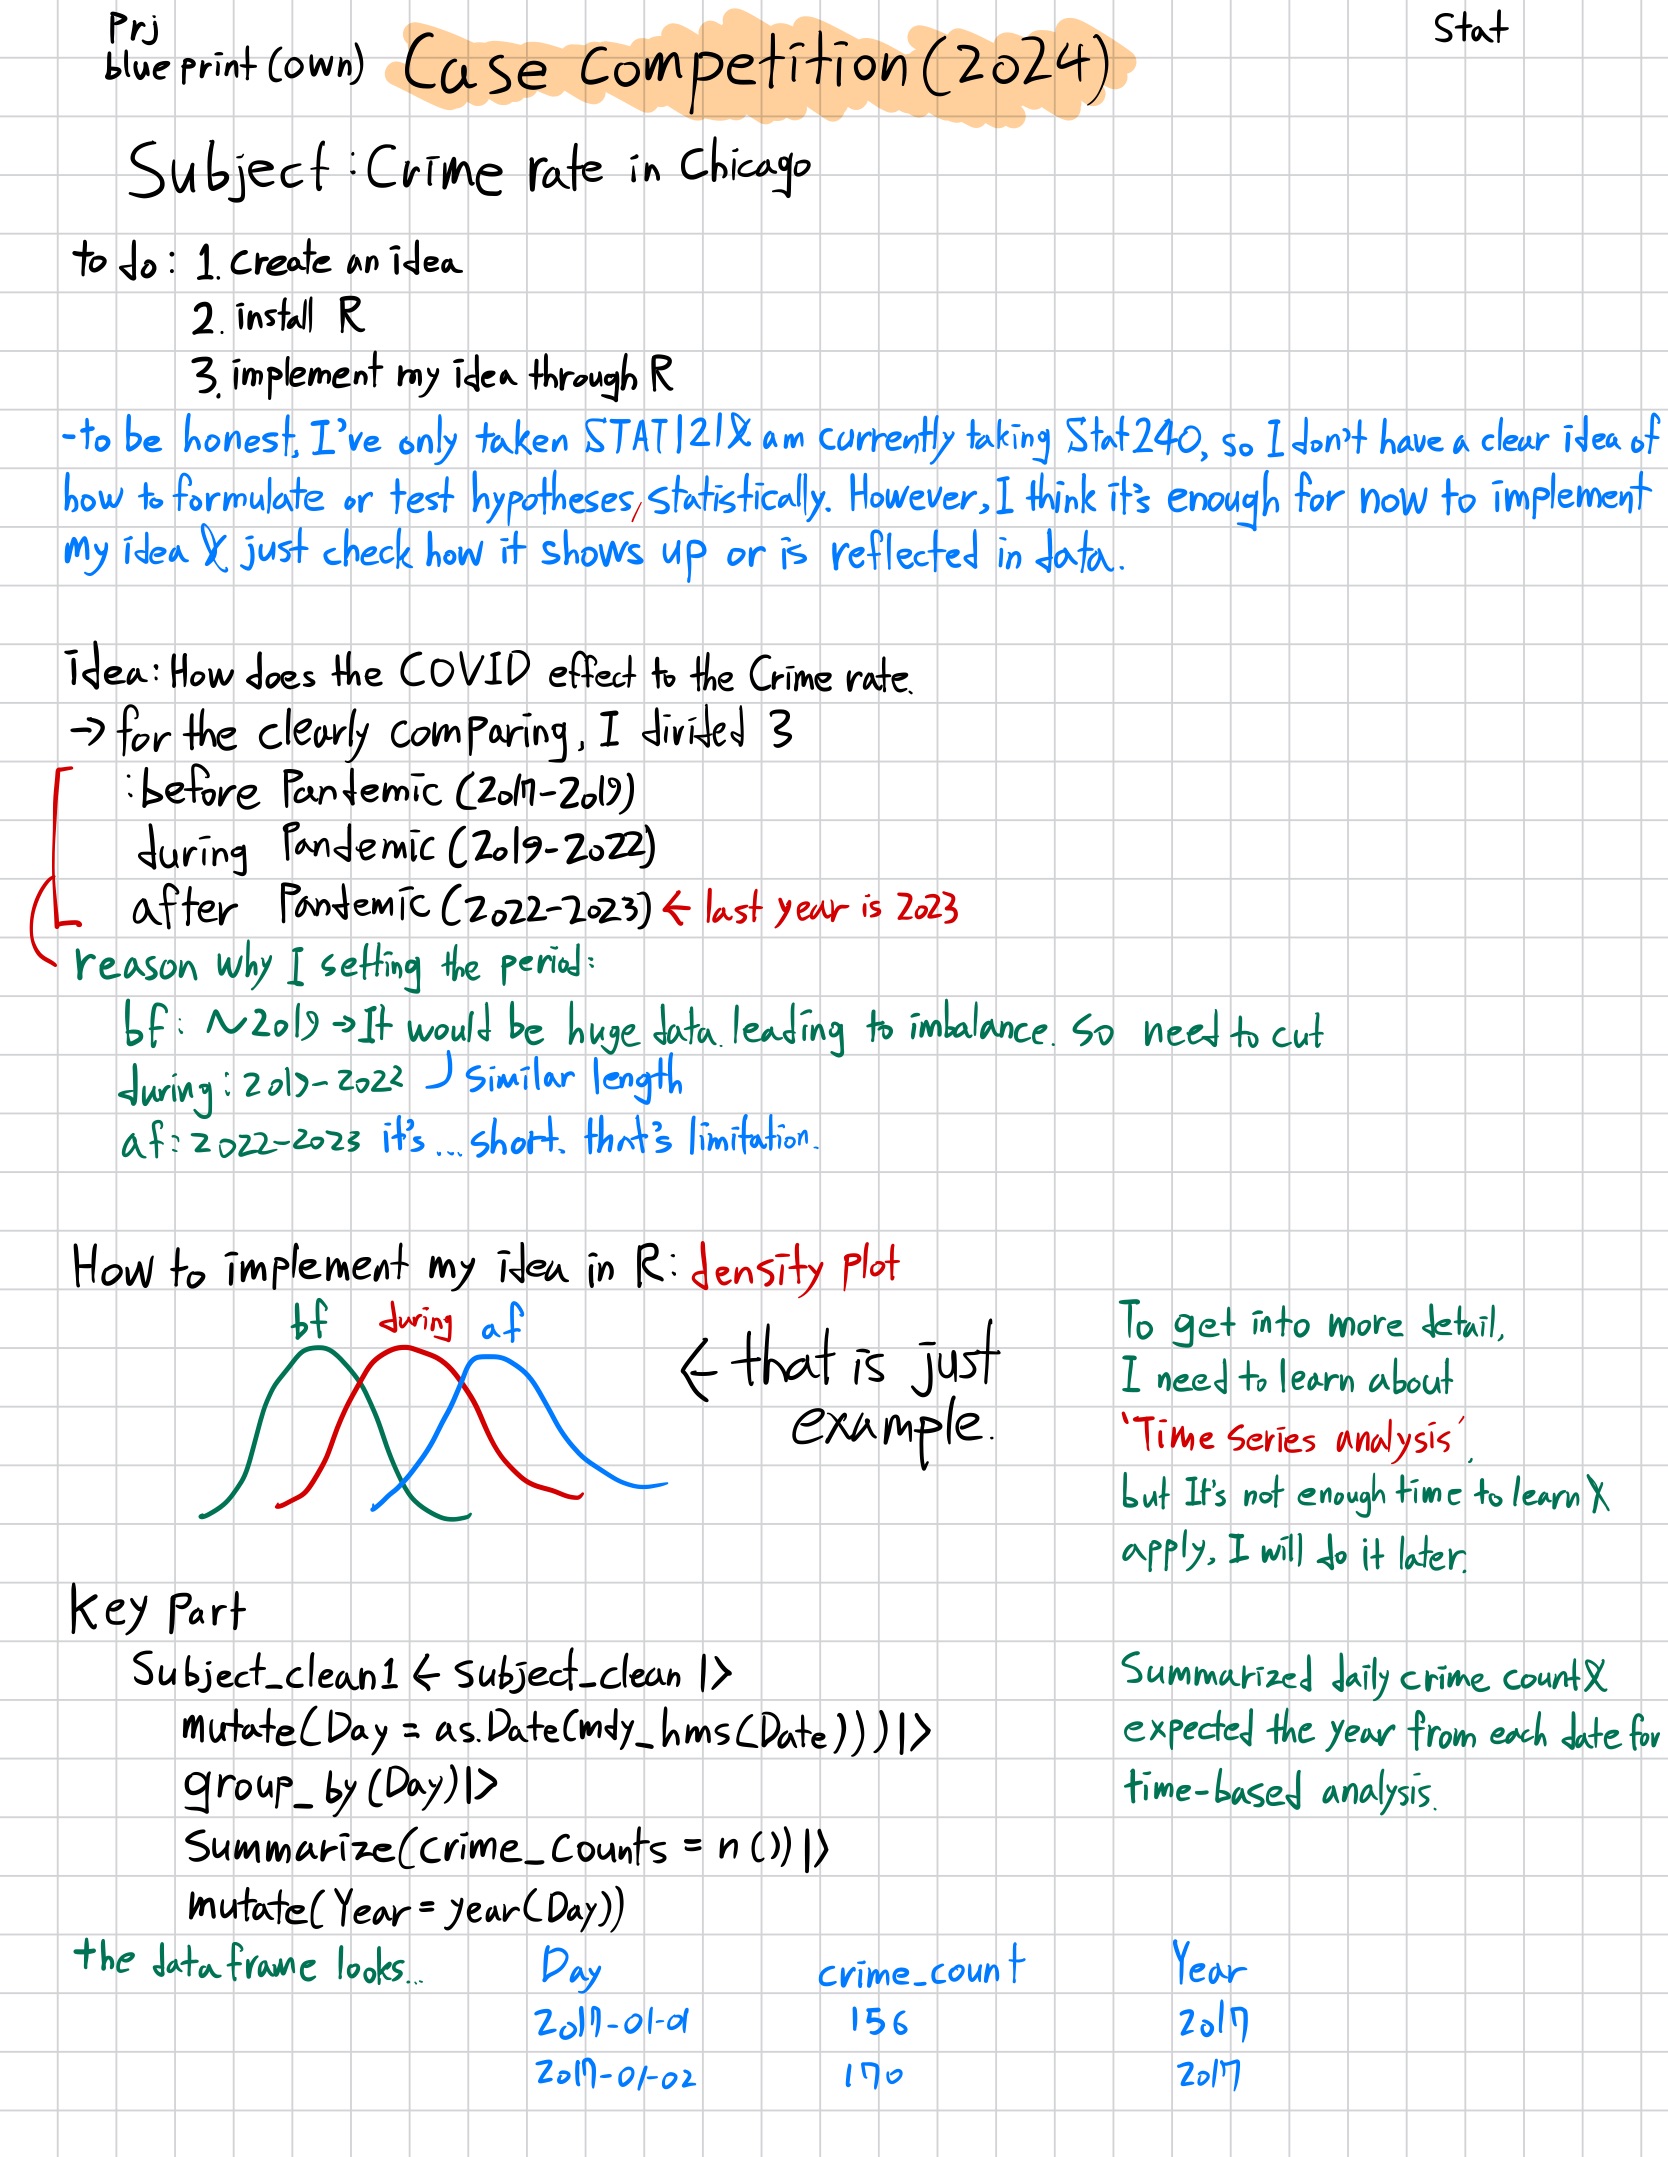 Prj
blueprint(own) Case Competition(2024)
Stat
Subject : Crime rate in Chicago
to do : 1. create an idea
2. install R
3. implement my idea through R
-to be honest, I've only taken STAT121 & am currently taking Stat240, so I don't have a clear idea of
how to formulate or test hypotheses, statistically. However, I think it's enough for now to implement
my idea & just check how it shows up or is reflected in data.
idea: How does the COVID effect to the Crime rate.
→ for the clearly comparing, I divided 3
: before Pandemic (2017-2019)
during Pandemic (2019-2022)
after Pandemic (2022-2023) ← last year is 2023
reason why I setting the period:
bf: ~2019 → It would be huge data. leading to imbalance. so need to cut
during: 2019-2022 similar length
af: 2022-2023 it's... short. that's limitation.
How to implement my idea in R: density plot
bf during af
← that is just
example.
To get into more detail,
I need to learn about
'Time Series analysis',
but It's not enough time to learn &
apply, I will do it later.
Key Part
Subject_clean1 <- subject_clean |>
mutate(Day = as.Date(mdy_hms(Date)))|>
group_by(Day)|>
Summarize(crime_counts = n())|>
mutate(Year = year(Day))
Summarized daily crime count &
expected the year from each date for
time-based analysis.
the data frame looks...
Day crime_count Year
2017-01-01 156 2017
2017-01-02 170 2017